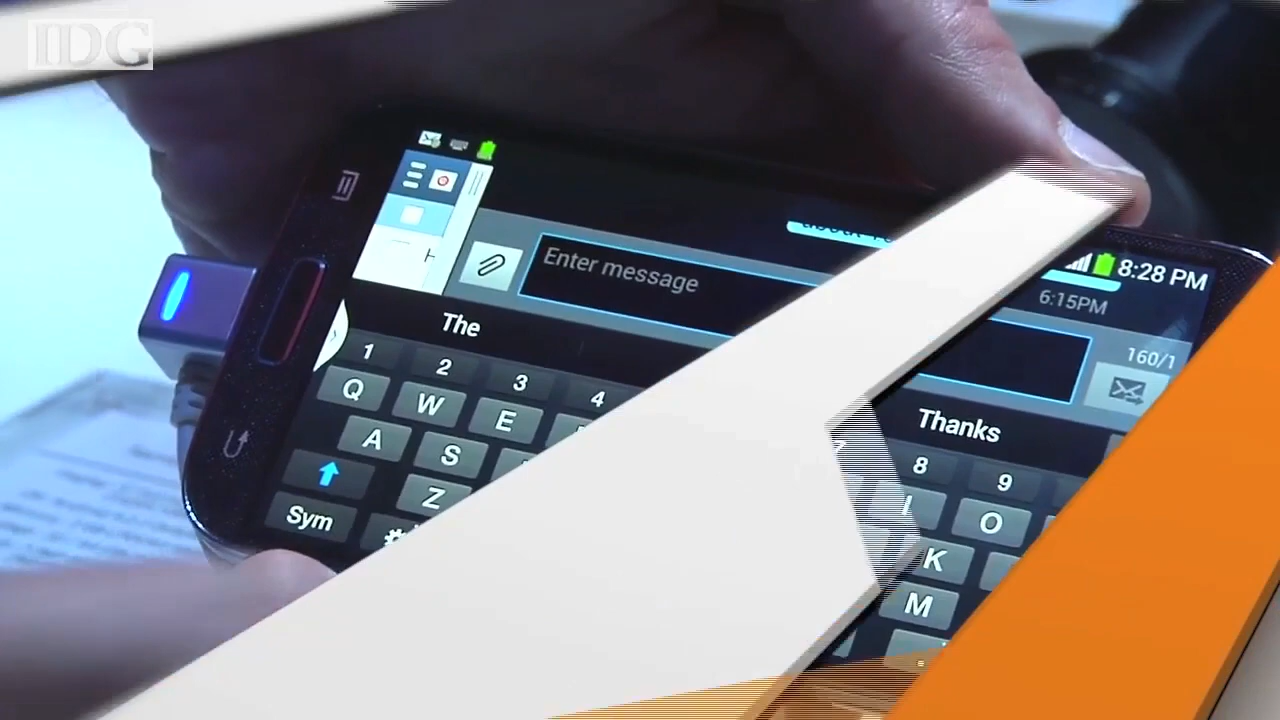 IDG
8:28 PM
6:15PM
Enter message
160/1
The
Thanks
1 2 3 4 8 9
Q W E O
A S K
Z M
Sym #